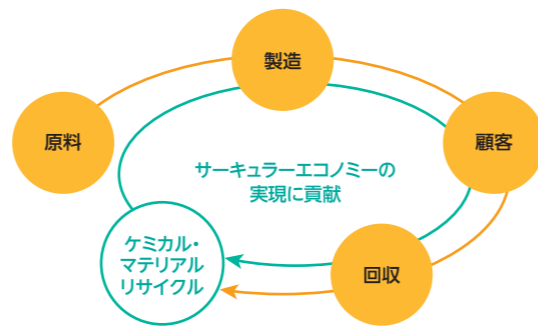 製造
原料
顧客
サーキュラーエコノミーの
実現に貢献
ケミカル・
マテリアル
リサイクル
回収